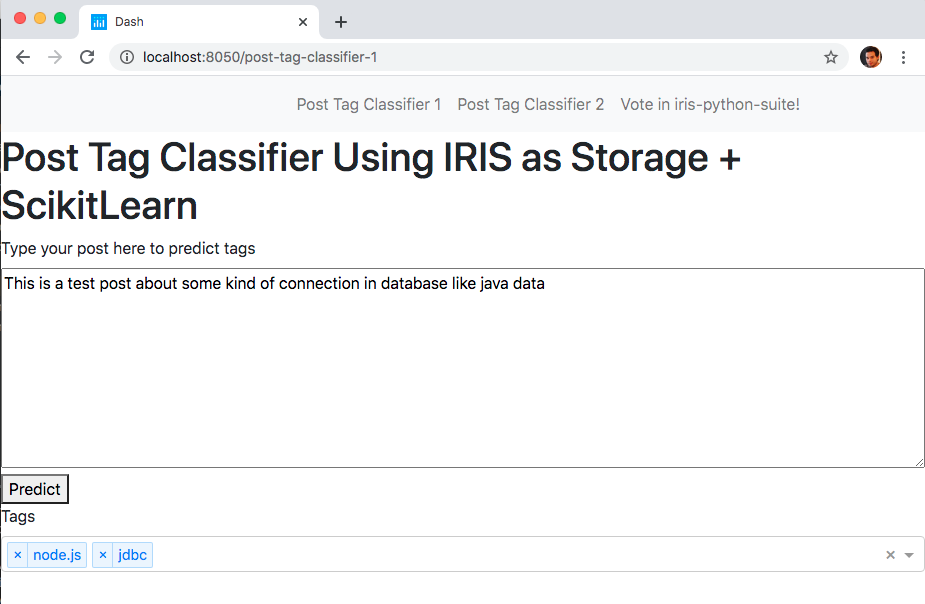 Dash
localhost:8050/post-tag-classifier-1
Post Tag Classifier 1 Post Tag Classifier 2 Vote in iris-python-suite!
Post Tag Classifier Using IRIS as Storage +
ScikitLearn
Type your post here to predict tags
This is a test post about some kind of connection in database like java data
Predict
Tags
× node.js × jdbc